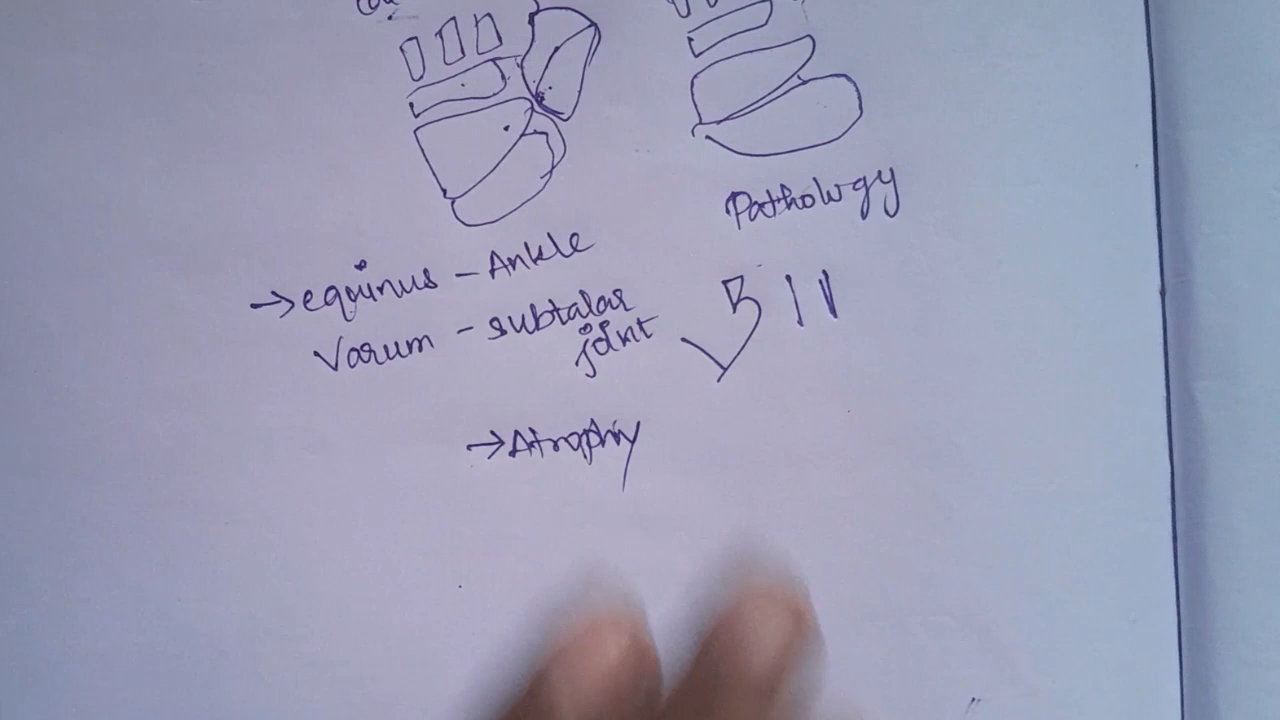 Pathology
→equinus - Ankle
Varum - subtalar
joint
→Atrophy